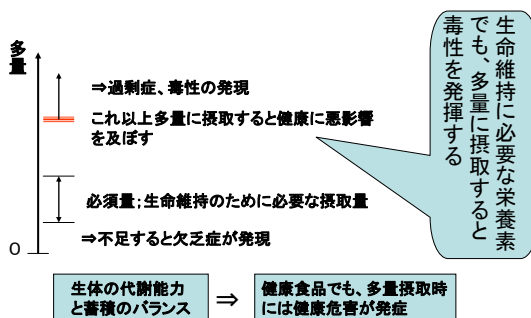 多量
⇒過剰症、毒性の発現
これ以上多量に摂取すると健康に悪影響
を及ぼす
必須量;生命維持のために必要な摂取量
⇒不足すると欠乏症が発現
0
生命維持に必要な栄養素
でも、多量に摂取すると
毒性を発揮する
生体の代謝能力
と蓄積のバランス
⇒
健康食品でも、多量摂取時
には健康危害が発症